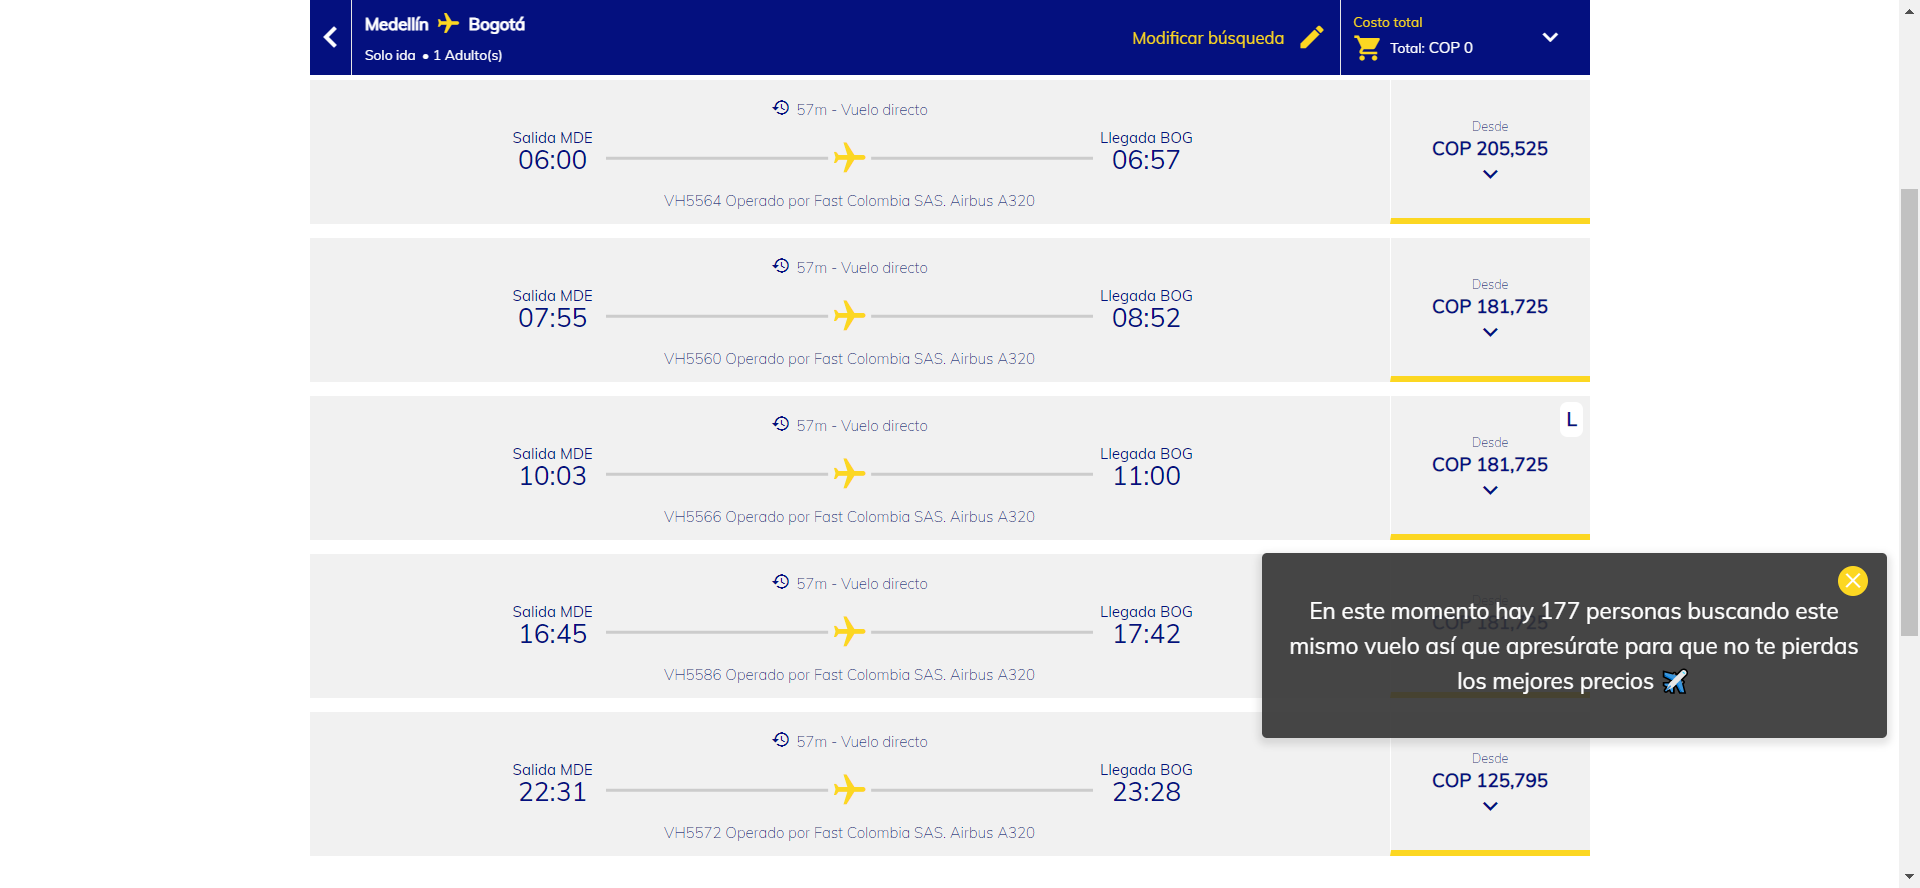 Medellín Bogotá
Solo ida • 1 Adulto(s)
Modificar búsqueda
Costo total
Total: COP 0
57m - Vuelo directo
Salida MDE
06:00
Llegada BOG
06:57
VH5564 Operado por Fast Colombia SAS. Airbus A320
Desde
COP 205,525
57m - Vuelo directo
Salida MDE
07:55
Llegada BOG
08:52
VH5560 Operado por Fast Colombia SAS. Airbus A320
Desde
COP 181,725
57m - Vuelo directo
Salida MDE
10:03
Llegada BOG
11:00
VH5566 Operado por Fast Colombia SAS. Airbus A320
L
Desde
COP 181,725
57m - Vuelo directo
Salida MDE
16:45
Llegada BOG
17:42
VH5586 Operado por Fast Colombia SAS. Airbus A320
Desde
COP 181,725
En este momento hay 177 personas buscando este
mismo vuelo así que apresúrate para que no te pierdas
los mejores precios
57m - Vuelo directo
Salida MDE
22:31
Llegada BOG
23:28
VH5572 Operado por Fast Colombia SAS. Airbus A320
Desde
COP 125,795